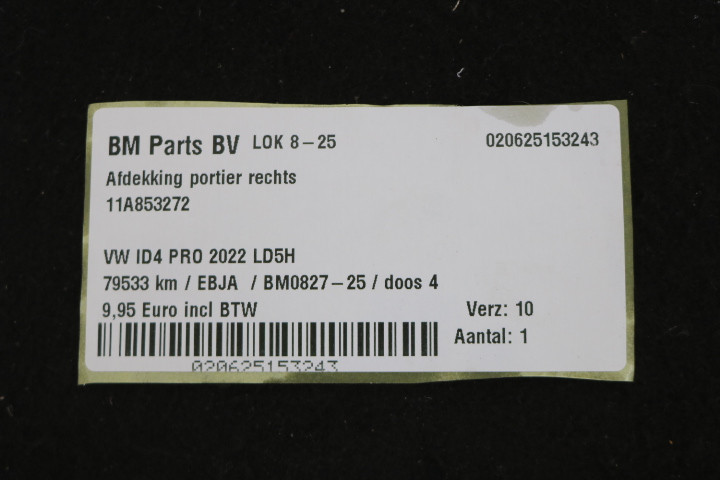 BM Parts BV LOK 8-25 020625153243
Afdekking portier rechts
11A853272
VW ID4 PRO 2022 LD5H
79533 km / EBJA / BM0827-25 / doos 4
9,95 Euro incl BTW Verz: 10
Aantal: 1
020625153243